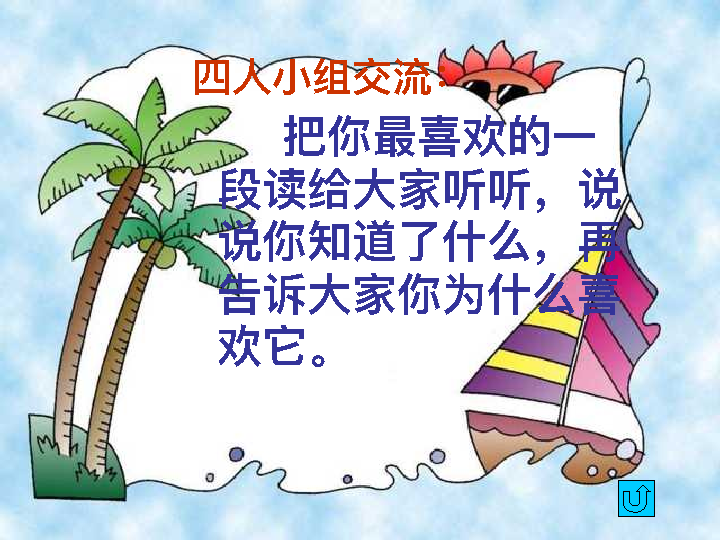 四人小组交流：
把你最喜欢的一
段读给大家听听，说
说你知道了什么，再
告诉大家你为什么喜
欢它。